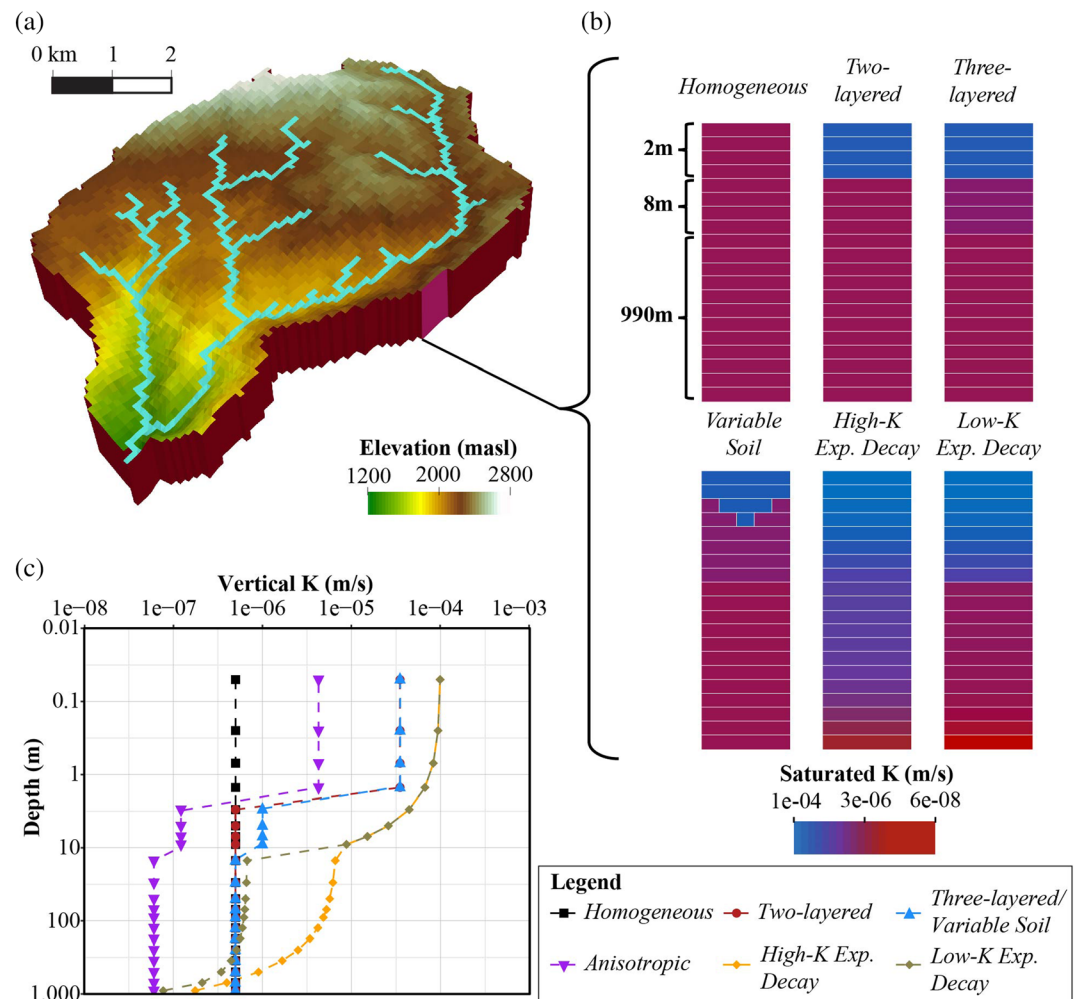 (a)
0 km 1 2
Elevation (masl)
1200 2000 2800
(b)
Homogeneous
Two-
layered
Three-
layered
2m
8m
990m
Variable
Soil
High-K
Exp. Decay
Low-K
Exp. Decay
Saturated K (m/s)
1e-04 3e-06 6e-08
(c)
Vertical K (m/s)
1e-08 1e-07 1e-06 1e-05 1e-04 1e-03
0.01
0.1
1
10
100
1.000
Depth (m)
Legend
Homogeneous
Two-layered
Three-layered/
Variable Soil
Anisotropic
High-K Exp.
Decay
Low-K Exp.
Decay